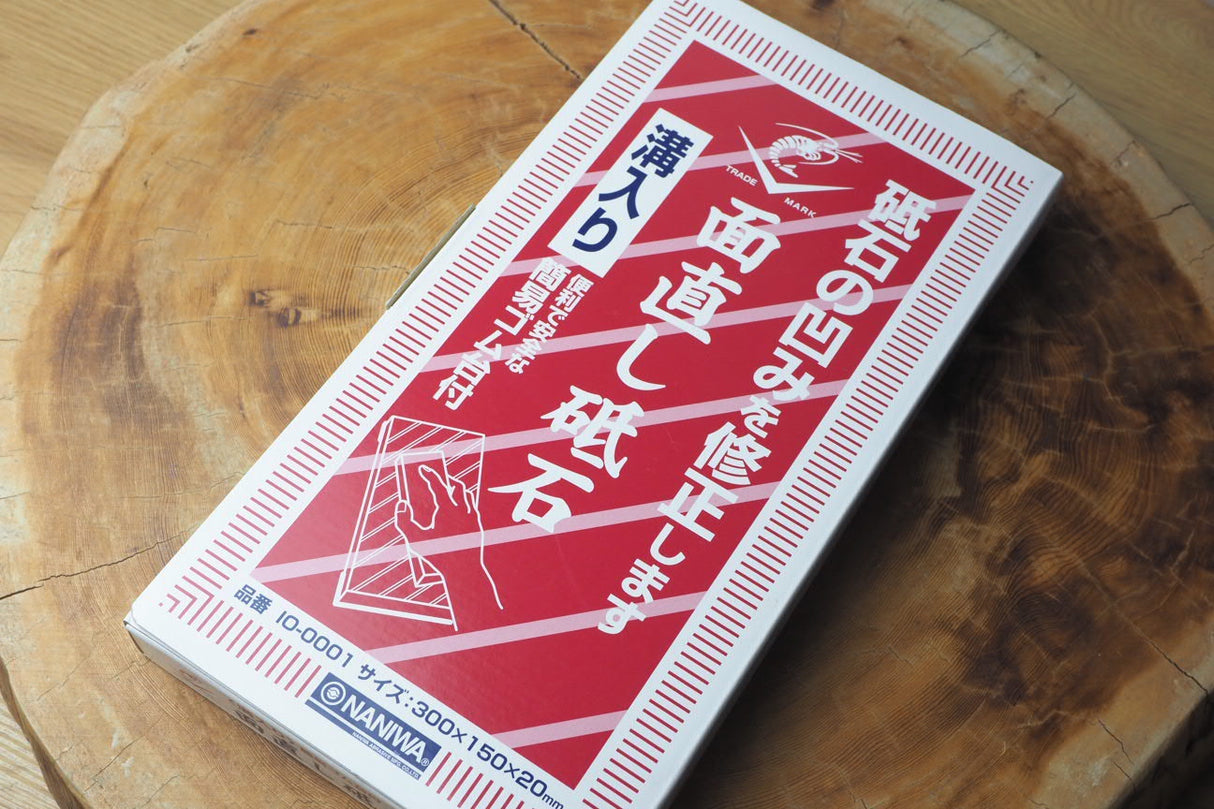 砥石の凹みを修正します
TRADE MARK
面直し砥石
溝入り
便利で安全な
簡易ゴム台付
品番 IO-0001 サイズ:300×150×20mm
NANIWA®